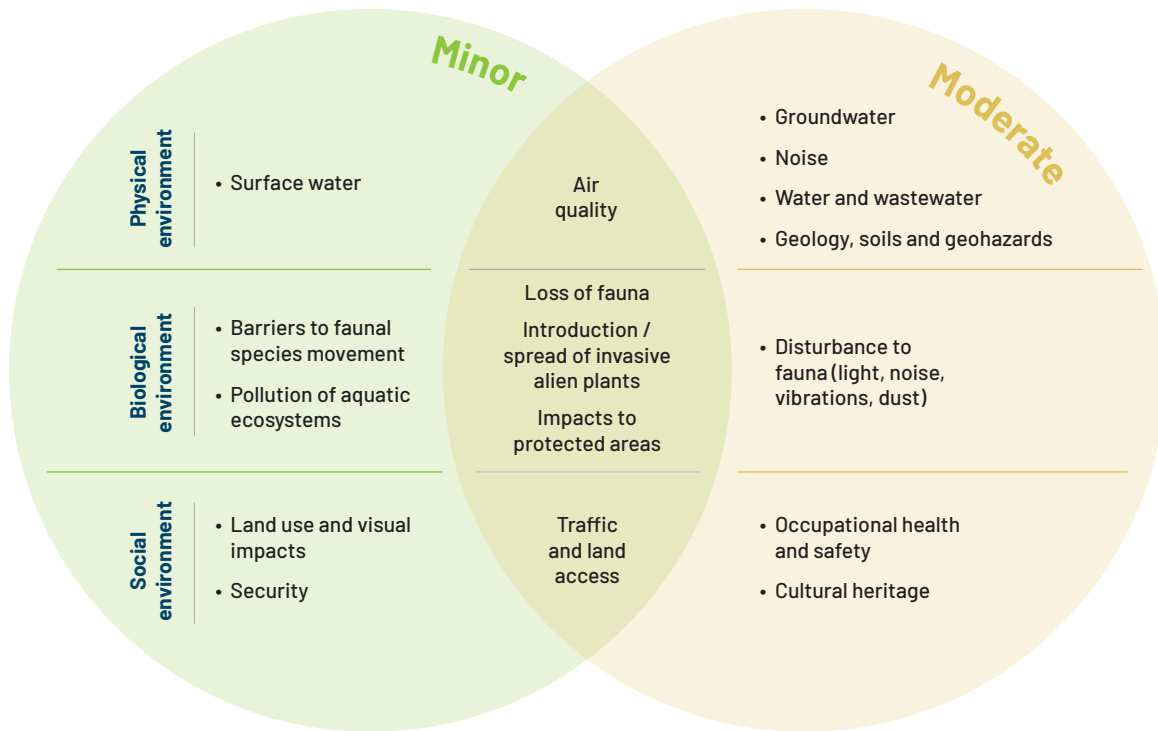 Minor
Moderate
Physical
environment
• Surface water
Air
quality
• Groundwater
• Noise
• Water and wastewater
• Geology, soils and geohazards
Biological
environment
• Barriers to faunal
species movement
• Pollution of aquatic
ecosystems
Loss of fauna
Introduction /
spread of invasive
alien plants
Impacts to
protected areas
• Disturbance to
fauna (light, noise,
vibrations, dust)
Social
environment
• Land use and visual
impacts
• Security
Traffic
and land
access
• Occupational health
and safety
• Cultural heritage